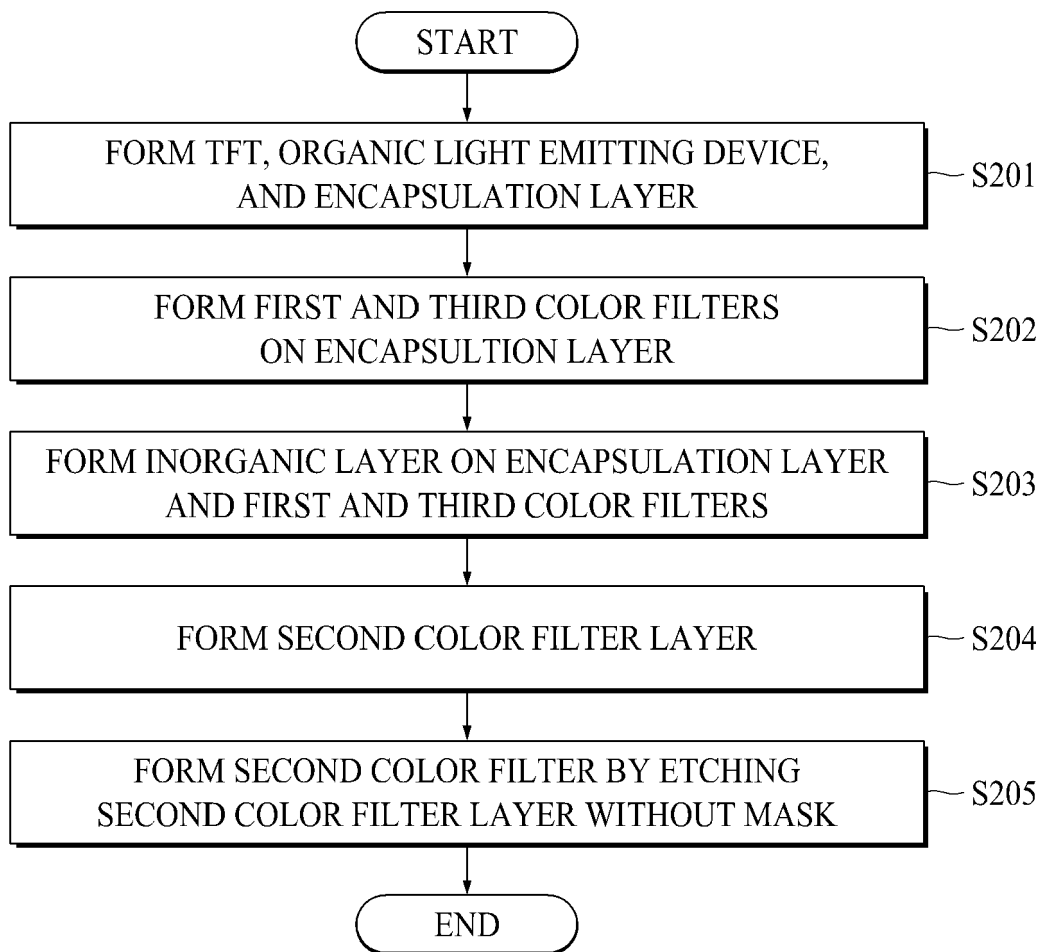 START
FORM TFT, ORGANIC LIGHT EMITTING DEVICE,
AND ENCAPSULATION LAYER
S201
FORM FIRST AND THIRD COLOR FILTERS
ON ENCAPSULTION LAYER
S202
FORM INORGANIC LAYER ON ENCAPSULATION LAYER
AND FIRST AND THIRD COLOR FILTERS
S203
FORM SECOND COLOR FILTER LAYER
S204
FORM SECOND COLOR FILTER BY ETCHING
SECOND COLOR FILTER LAYER WITHOUT MASK
S205
END